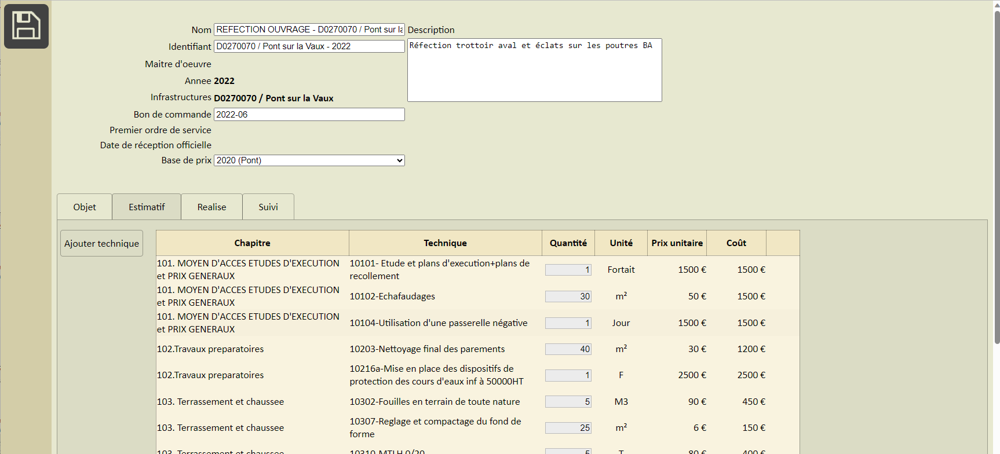 Nom REFECTION OUVRAGE - D0270070 / Pont sur la
Description
Identifiant D0270070 / Pont sur la Vaux - 2022
Réfection trottoir aval et éclats sur les poutres BA
Maitre d'oeuvre
Annee 2022
Infrastructures D0270070 / Pont sur la Vaux
Bon de commande 2022-06
Premier ordre de service
Date de réception officielle
Base de prix 2020 (Pont)
Objet Estimatif Realise Suivi
Ajouter technique
Chapitre Technique Quantité Unité Prix unitaire Coût
101. MOYEN D'ACCES ETUDES D'EXECUTION
et PRIX GENERAUX
10101- Etude et plans d'execution+plans de
recollement
1 Fortait 1500 € 1500 €
101. MOYEN D'ACCES ETUDES D'EXECUTION
et PRIX GENERAUX
10102-Echafaudages 30 m² 50 € 1500 €
101. MOYEN D'ACCES ETUDES D'EXECUTION
et PRIX GENERAUX
10104-Utilisation d'une passerelle négative 1 Jour 1500 € 1500 €
102.Travaux preparatoires 10203-Nettoyage final des parements 40 m² 30 € 1200 €
102.Travaux preparatoires
10216a-Mise en place des dispositifs de
protection des cours d'eaux inf à 50000HT
1 F 2500 € 2500 €
103. Terrassement et chaussee 10302-Fouilles en terrain de toute nature 5 M3 90 € 450 €
103. Terrassement et chaussee
10307-Reglage et compactage du fond de
forme
25 m² 6 € 150 €
103. Terrassement et chaussee 10310-MTLH 0/20 5 T 80 € 400 €